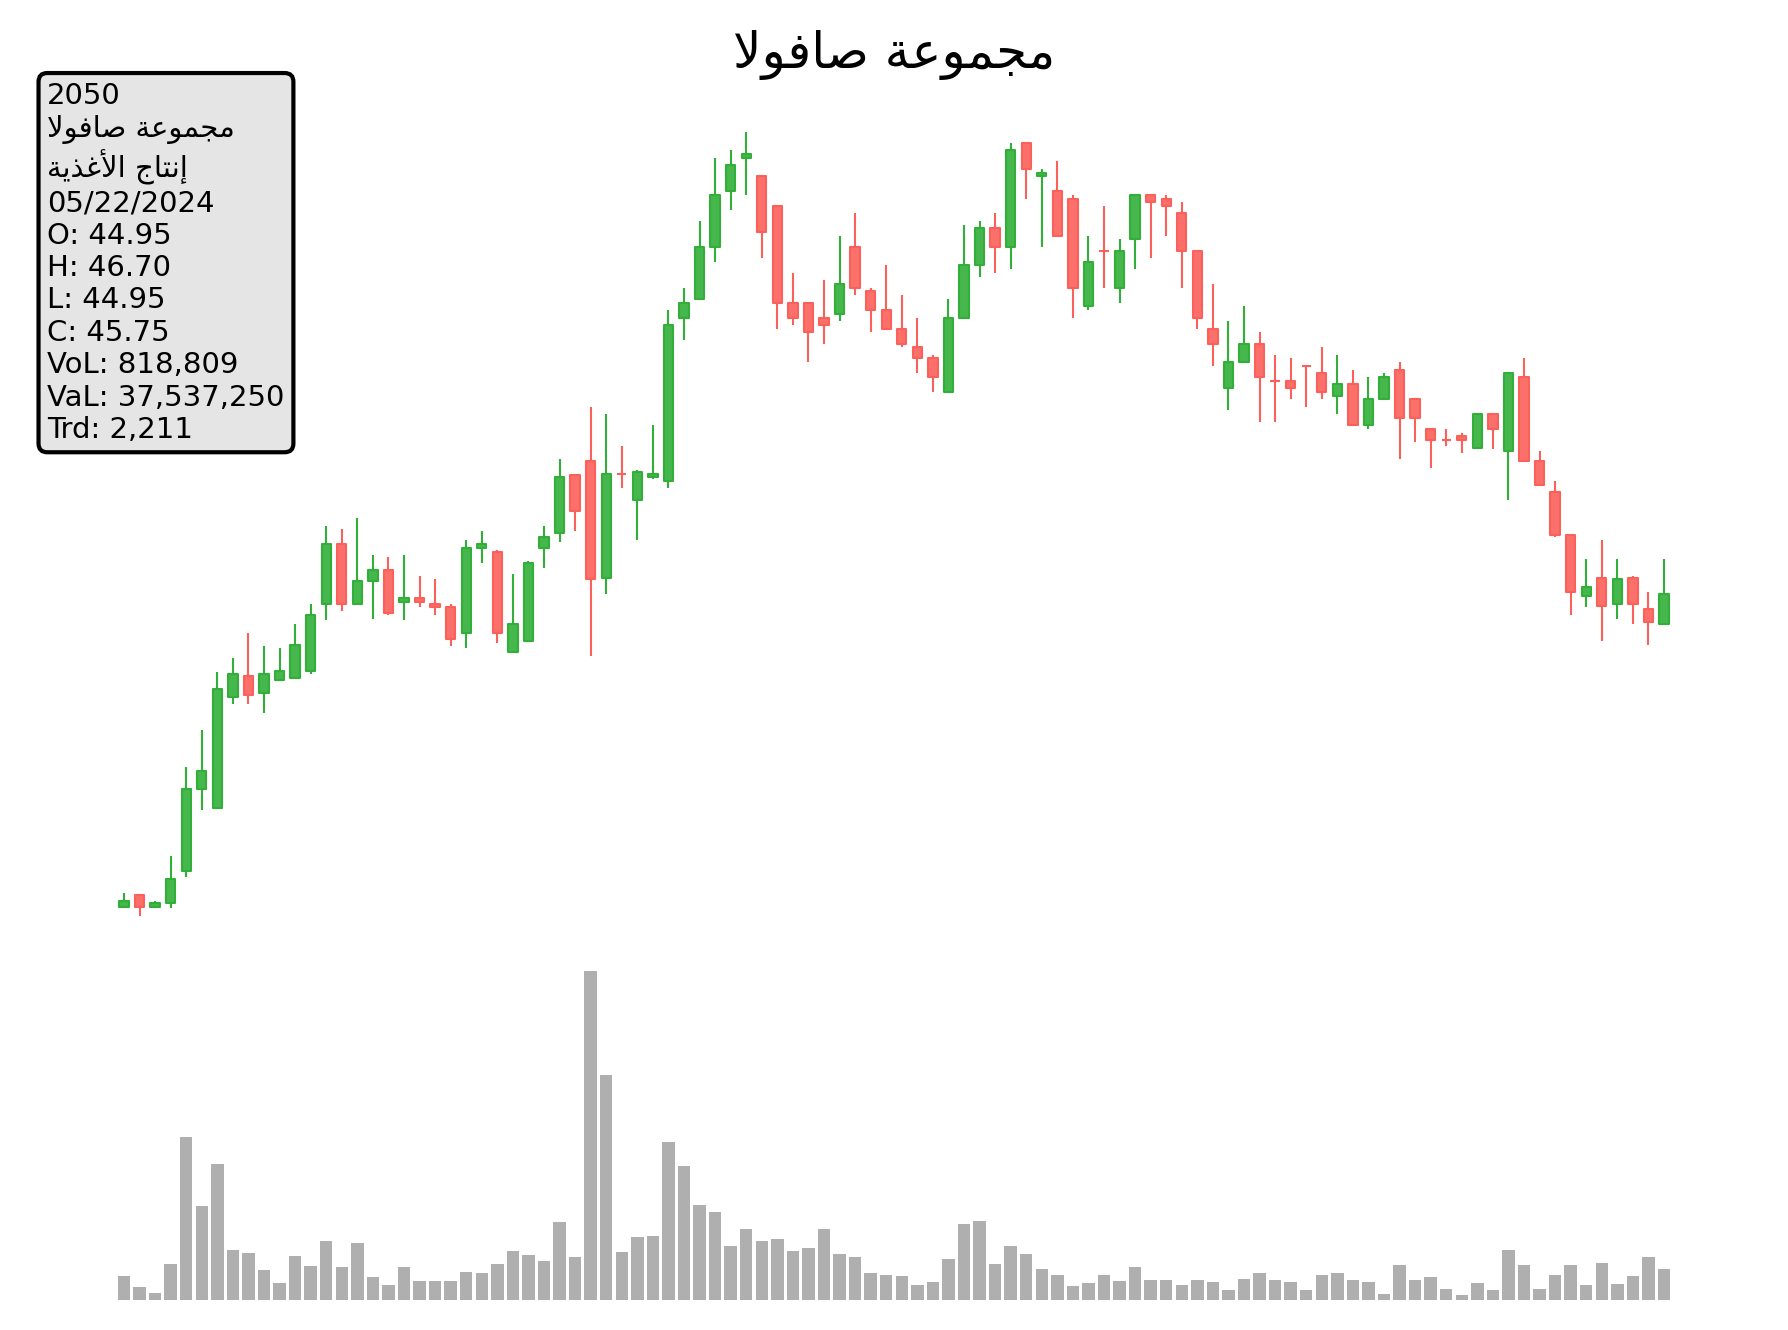 مجموعة صافولا
2050
مجموعة صافولا
إنتاج الأغذية
05/22/2024
O: 44.95
H: 46.70
L: 44.95
C: 45.75
VoL: 818,809
VaL: 37,537,250
Trd: 2,211